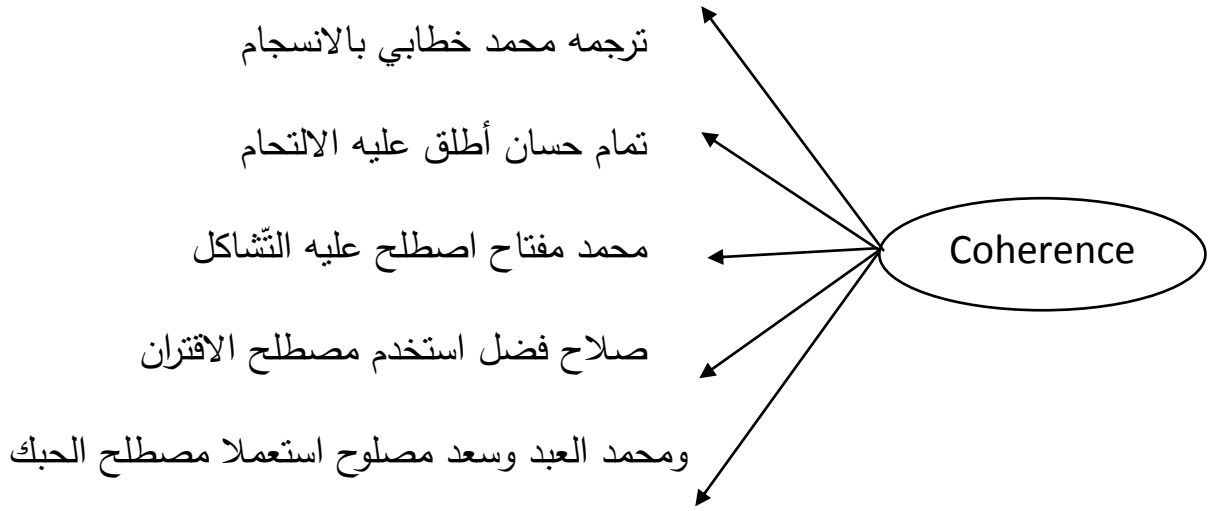 ترجمه محمد خطابي بالانسجام
تمام حسان أطلق عليه الالتحام
محمد مفتاح اصطلح عليه التّشاكل
صلاح فضل استخدم مصطلح الاقتران
ومحمد العبد وسعد مصلوح استعملا مصطلح الحبك
Coherence